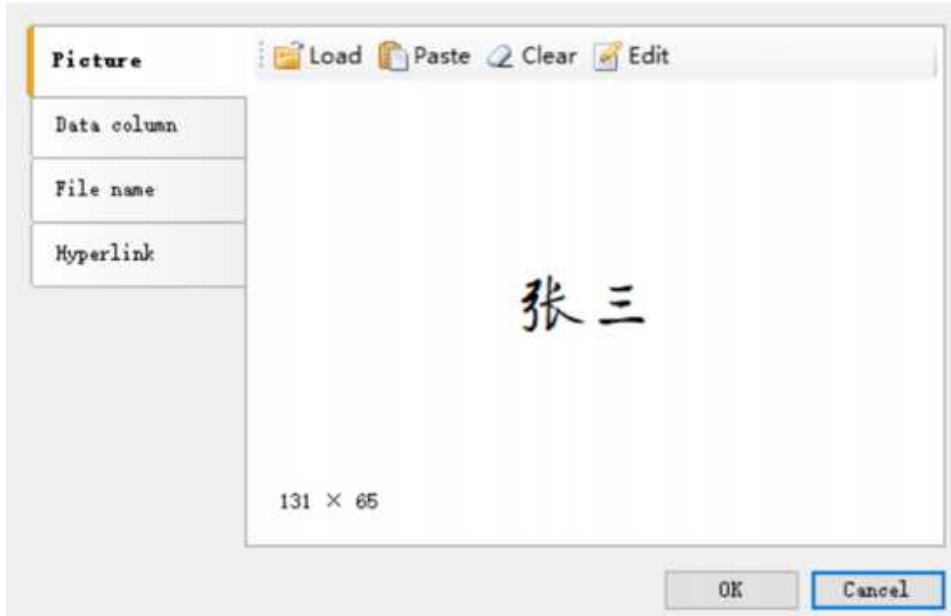 Picture
Load Paste Clear Edit
Data column
File name
Hyperlink
张三
131 × 65
OK Cancel